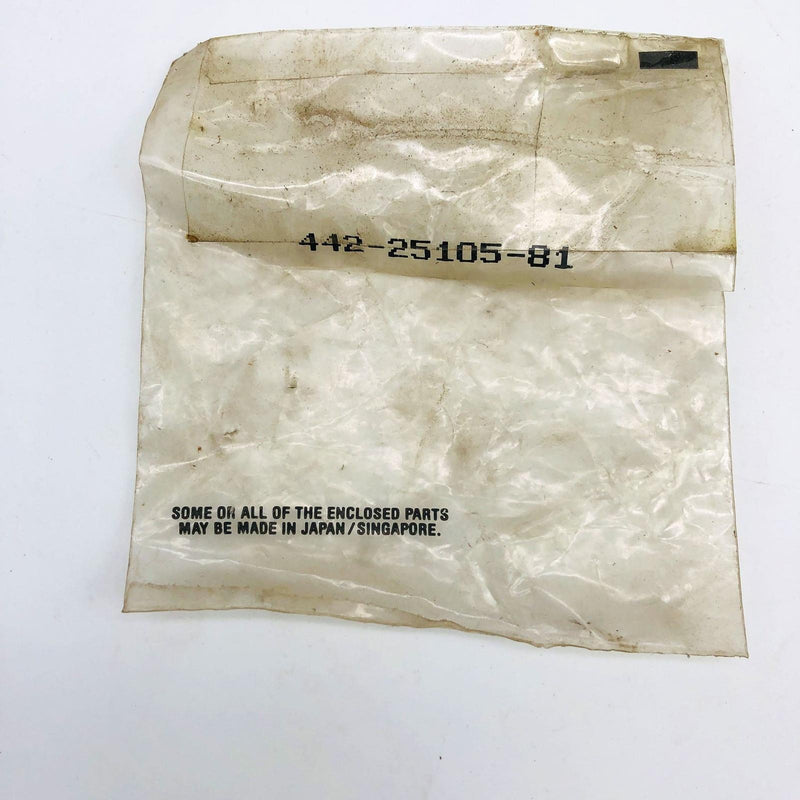 442-25105-81
SOME OR ALL OF THE ENCLOSED PARTS
MAY BE MADE IN JAPAN/SINGAPORE.